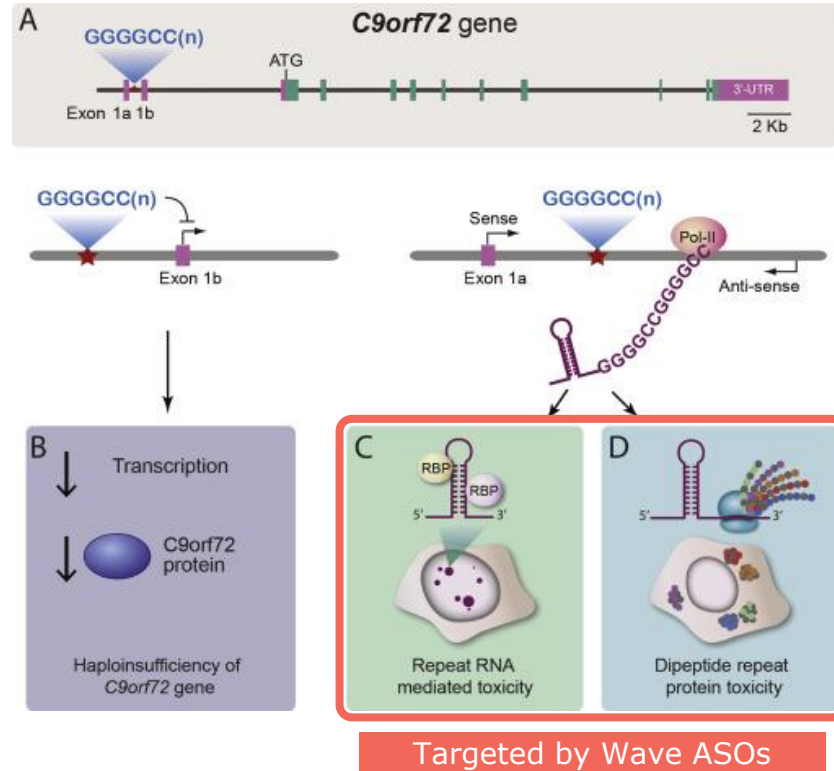 A
C9orf72 gene
GGGGCC(n)
ATG
Exon 1a 1b
3'-UTR
2 Kb
GGGGCC(n)
Exon 1b
GGGGCC(n)
Sense
Exon 1a
Pol-II
Anti-sense
GGGGCCGGGGCC
B
Transcription
C9orf72
protein
Haploinsufficiency of
C9orf72 gene
C
RBP
RBP
5' 3'
Repeat RNA
mediated toxicity
D
5' 3'
Dipeptide repeat
protein toxicity
Targeted by Wave ASOs